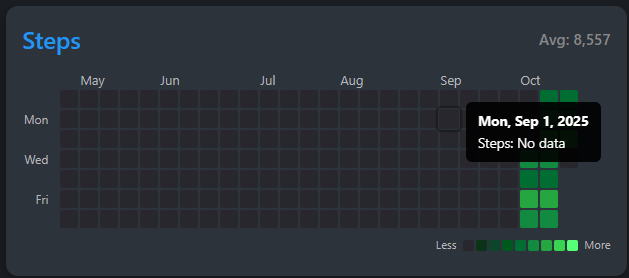 Steps
Avg: 8,557
May Jun Jul Aug Sep Oct
Mon
Mon, Sep 1, 2025
Steps: No data
Wed
Fri
Less More